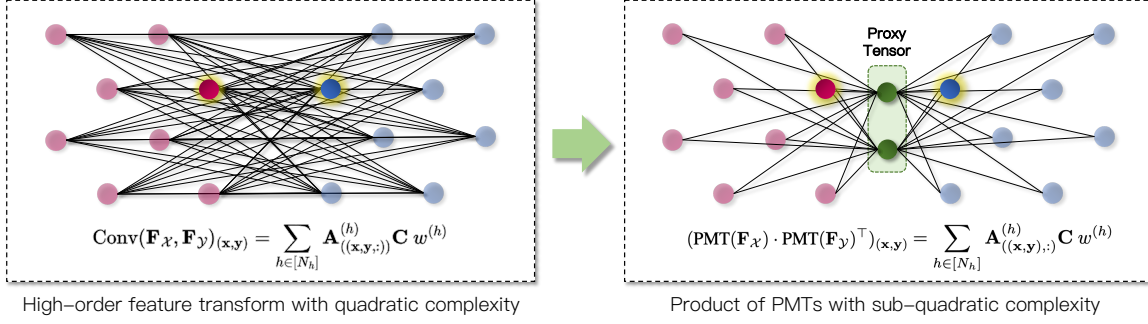 Proxy
Tensor
Conv(𝐅_𝒳, 𝐅_𝒴)_(𝐱,𝐲) = ∑_{h∈[N_h]} 𝐀^{(h)}_{((𝐱,𝐲,:))} 𝐂 w^{(h)}
(PMT(𝐅_𝒳) · PMT(𝐅_𝒴)^⊤)_(𝐱,𝐲) = ∑_{h∈[N_h]} 𝐀^{(h)}_{((𝐱,𝐲),:)} 𝐂 w^{(h)}
High-order feature transform with quadratic complexity
Product of PMTs with sub-quadratic complexity